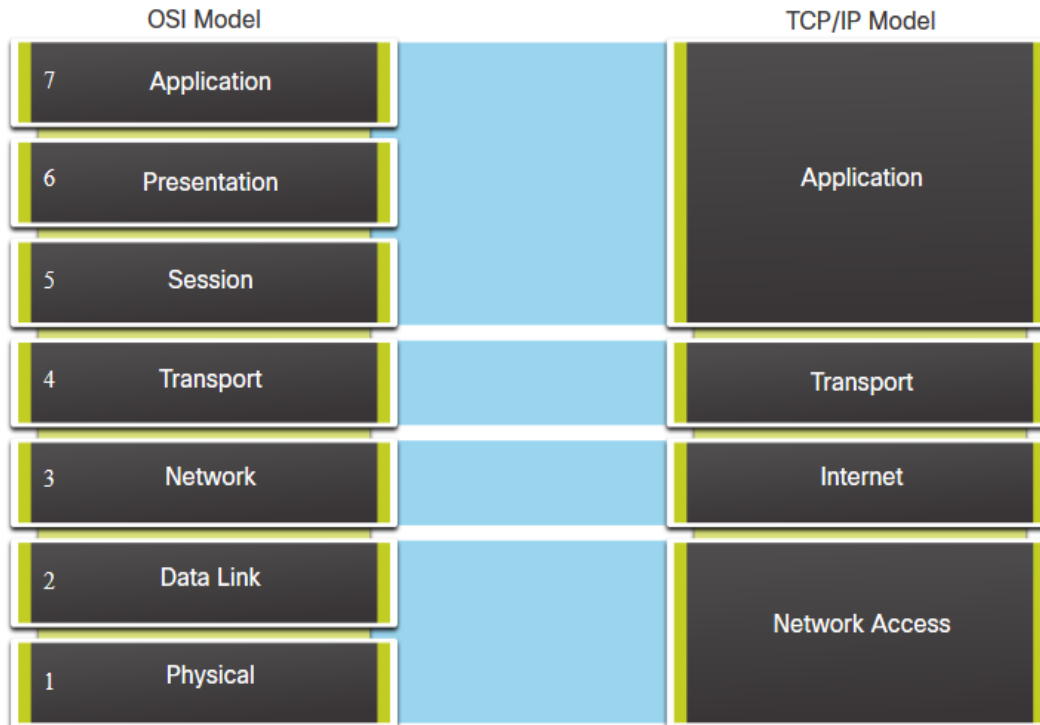 OSI Model
TCP/IP Model
7 Application
6 Presentation
5 Session
4 Transport
3 Network
2 Data Link
1 Physical
Application
Transport
Internet
Network Access